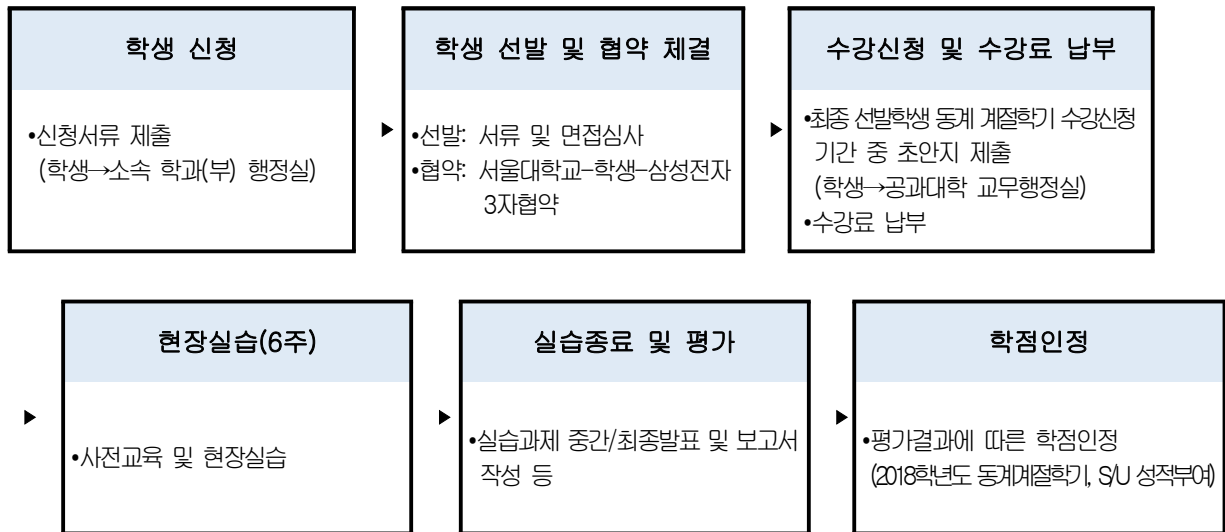 학생 신청
•신청서류 제출
(학생→소속 학과(부) 행정실)
▶
학생 선발 및 협약 체결
•선발: 서류 및 면접심사
•협약: 서울대학교-학생-삼성전자
3자협약
▶
수강신청 및 수강료 납부
•최종 선발학생 동계 계절학기 수강신청
기간 중 초안지 제출
(학생→공과대학 교무행정실)
•수강료 납부
▶
현장실습(6주)
•사전교육 및 현장실습
▶
실습종료 및 평가
•실습과제 중간/최종발표 및 보고서
작성 등
▶
학점인정
•평가결과에 따른 학점인정
(2018학년도 동계계절학기, S/U 성적부여)